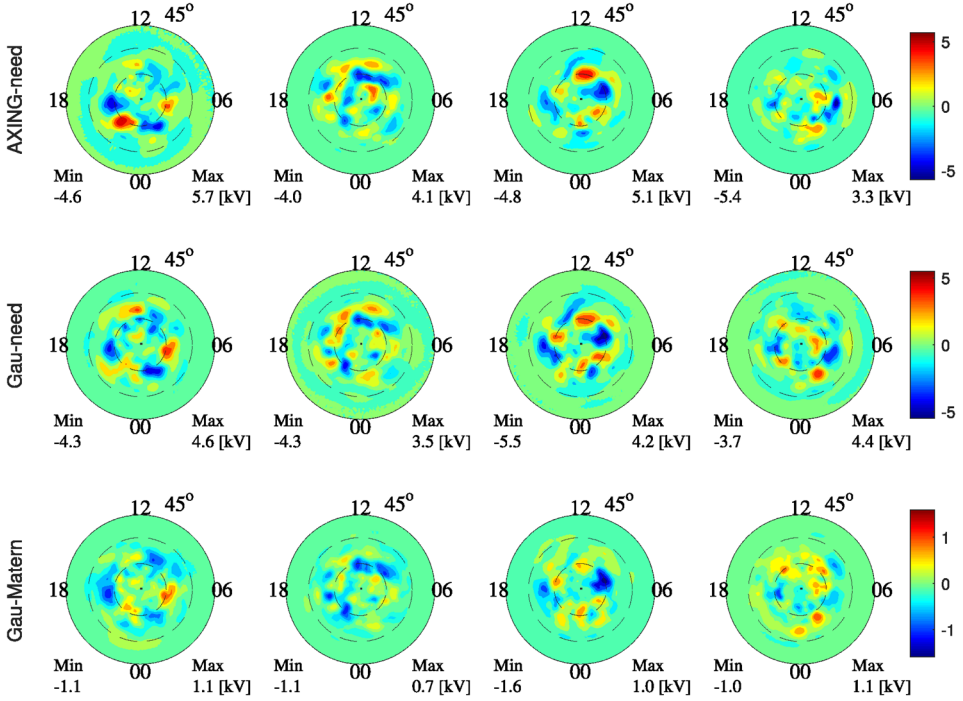 12 45° 12 45° 12 45° 12 45°
AXING-need 18 06 18 06 18 06 18 06
5
0
-5
00 00 00 00
Min Max Min Max Min Max Min Max
-4.6 5.7 [kV] -4.0 4.1 [kV] -4.8 5.1 [kV] -5.4 3.3 [kV]
12 45° 12 45° 12 45° 12 45°
Gau-need 18 06 18 06 18 06 18 06
5
0
-5
00 00 00 00
Min Max Min Max Min Max Min Max
-4.3 4.6 [kV] -4.3 3.5 [kV] -5.5 4.2 [kV] -3.7 4.4 [kV]
12 45° 12 45° 12 45° 12 45°
Gau-Matern 18 06 18 06 18 06 18 06
1
0
-1
00 00 00 00
Min Max Min Max Min Max Min Max
-1.1 1.1 [kV] -1.1 0.7 [kV] -1.6 1.0 [kV] -1.0 1.1 [kV]